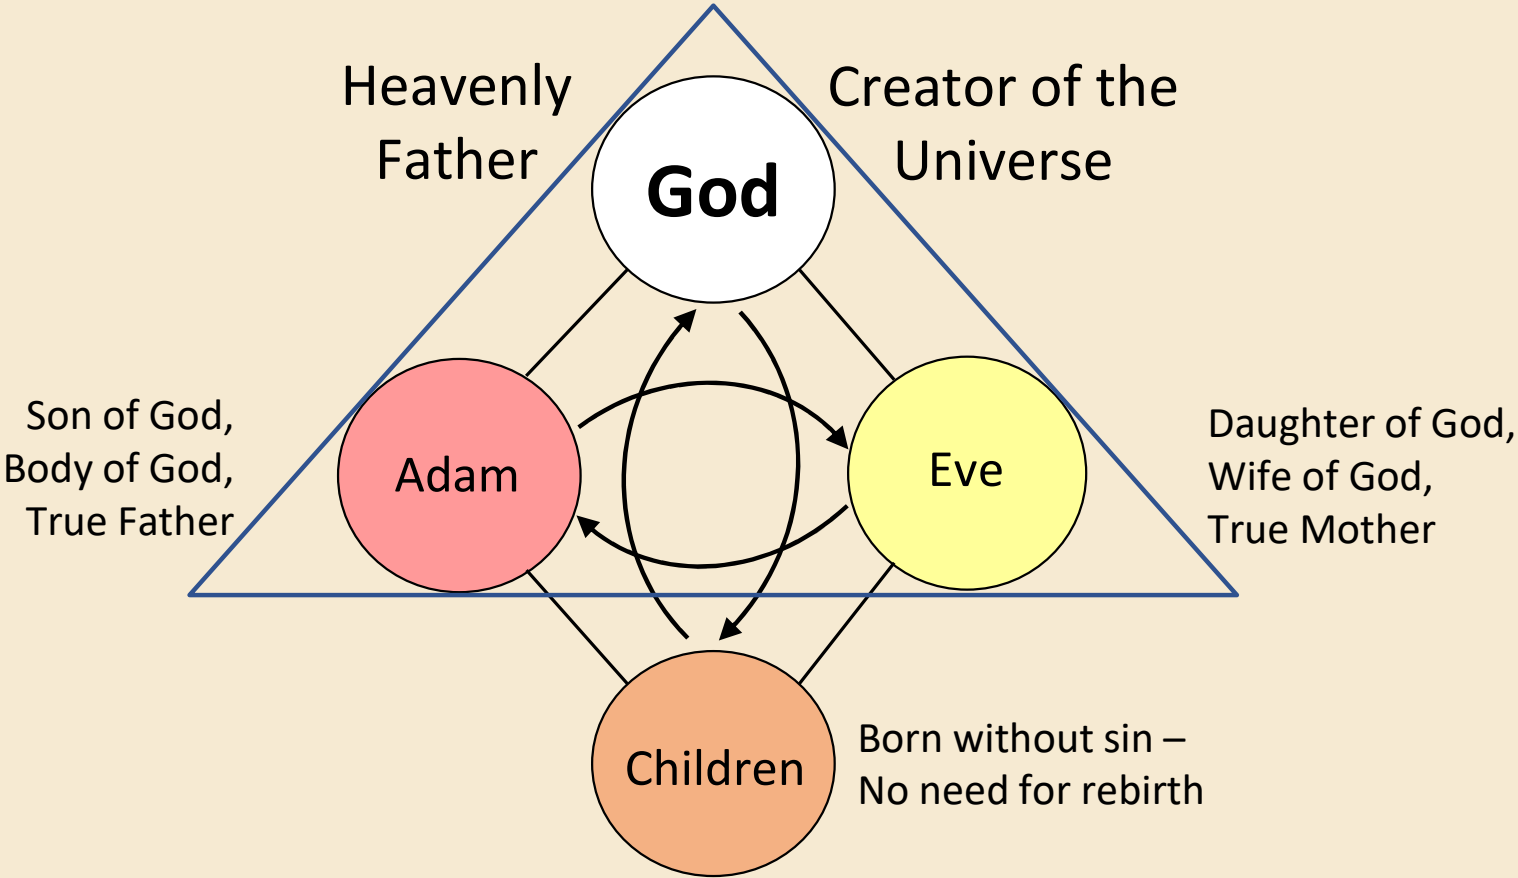 Heavenly
Father
Creator of the
Universe
God
Son of God,
Body of God,
True Father
Adam
Eve
Daughter of God,
Wife of God,
True Mother
Children
Born without sin –
No need for rebirth